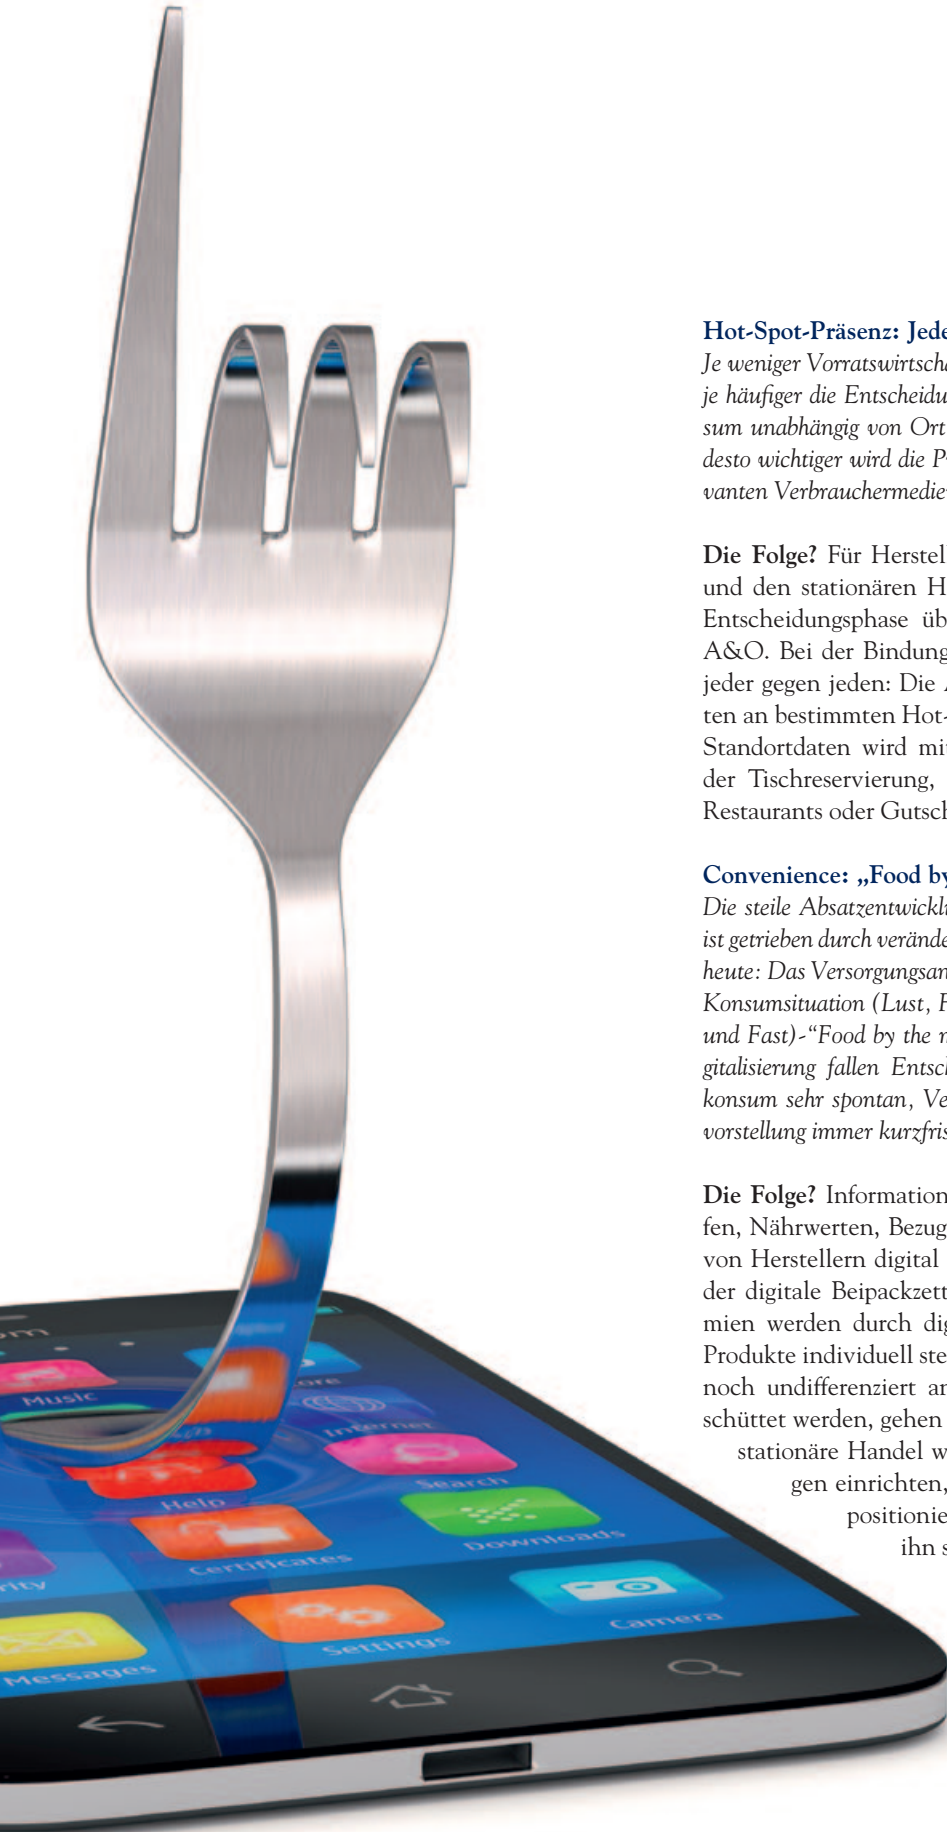 Hot-Spot-Präsenz: Jede
Je weniger Vorratswirtscha
je häufiger die Entscheidu
sum unabhängig von Ort
desto wichtiger wird die P
vanten Verbrauchermedie
Die Folge? Für Herstell
und den stationären H
Entscheidungsphase üb
A&O. Bei der Bindung
jeder gegen jeden: Die A
ten an bestimmten Hot-
Standortdaten wird mi
der Tischreservierung,
Restaurants oder Gutsch
Convenience: „Food by
Die steile Absatzentwickl
ist getrieben durch verände
heute: Das Versorgungsan
Konsumsituation (Lust, F
und Fast)-“Food by the
gitalisierung fallen Entsch
konsum sehr spontan, Ve
vorstellung immer kurzfris
Die Folge? Information
fen, Nährwerten, Bezug
von Herstellern digital
der digitale Beipackzett
mien werden durch dig
Produkte individuell ste
noch undifferenziert an
schüttet werden, gehen
stationäre Handel w
gen einrichten,
positionie
ihn s
Music
ore
Internet
Help
Search
rity
Certificates
Downloads
Messages
Settings
Camera